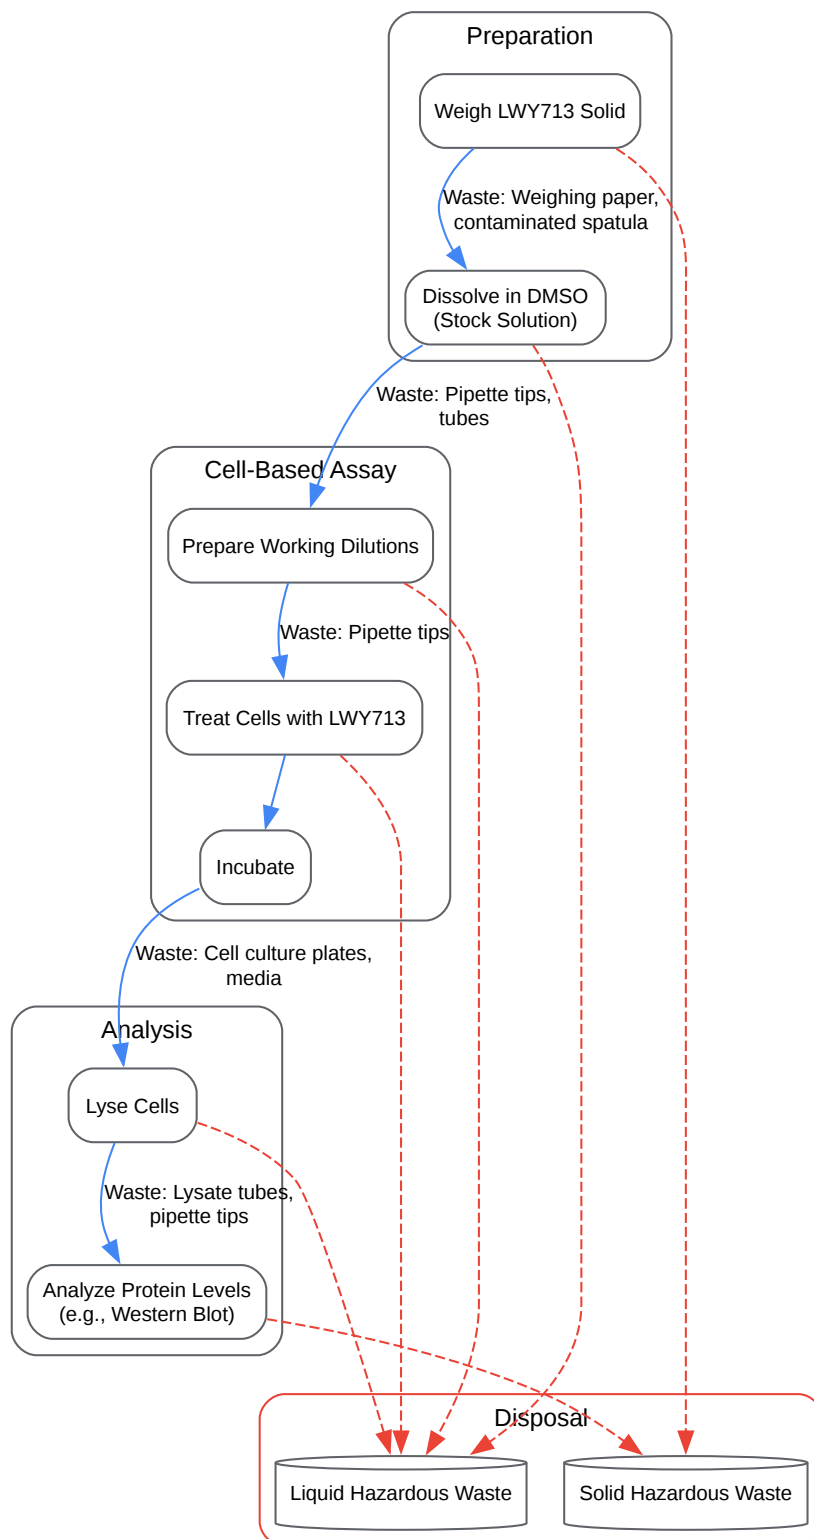 Preparation
Weigh LWY713 Solid
Waste: Weighing paper,
contaminated spatula
Dissolve in DMSO
(Stock Solution)
Waste: Pipette tips,
tubes
Cell-Based Assay
Prepare Working Dilutions
Waste: Pipette tips
Treat Cells with LWY713
Incubate
Waste: Cell culture plates,
media
Analysis
Lyse Cells
Waste: Lysate tubes,
pipette tips
Analyze Protein Levels
(e.g., Western Blot)
Disposal
Liquid Hazardous Waste
Solid Hazardous Waste